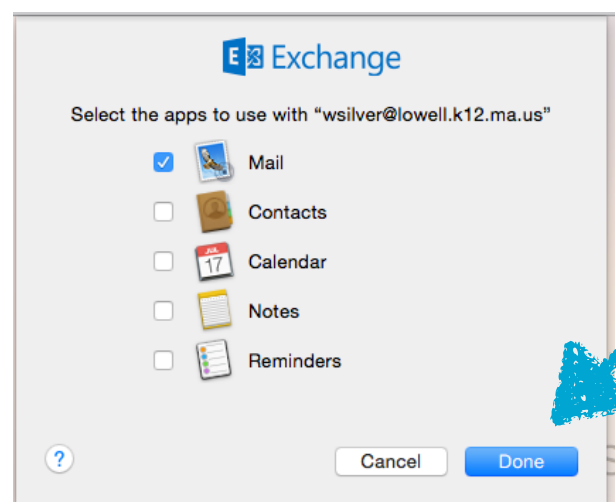 E Exchange
Select the apps to use with “wsilver@lowell.k12.ma.us”
Mail
Contacts
JUL
17
Calendar
Notes
Reminders
?
Cancel
Done